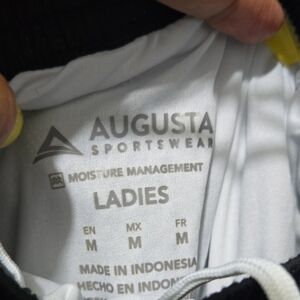 AUGUSTA
SPORTSWEAR
MOISTURE MANAGEMENT
LADIES
EN MX FR
M M M
MADE IN INDONESIA
HECHO EN INDONESIA